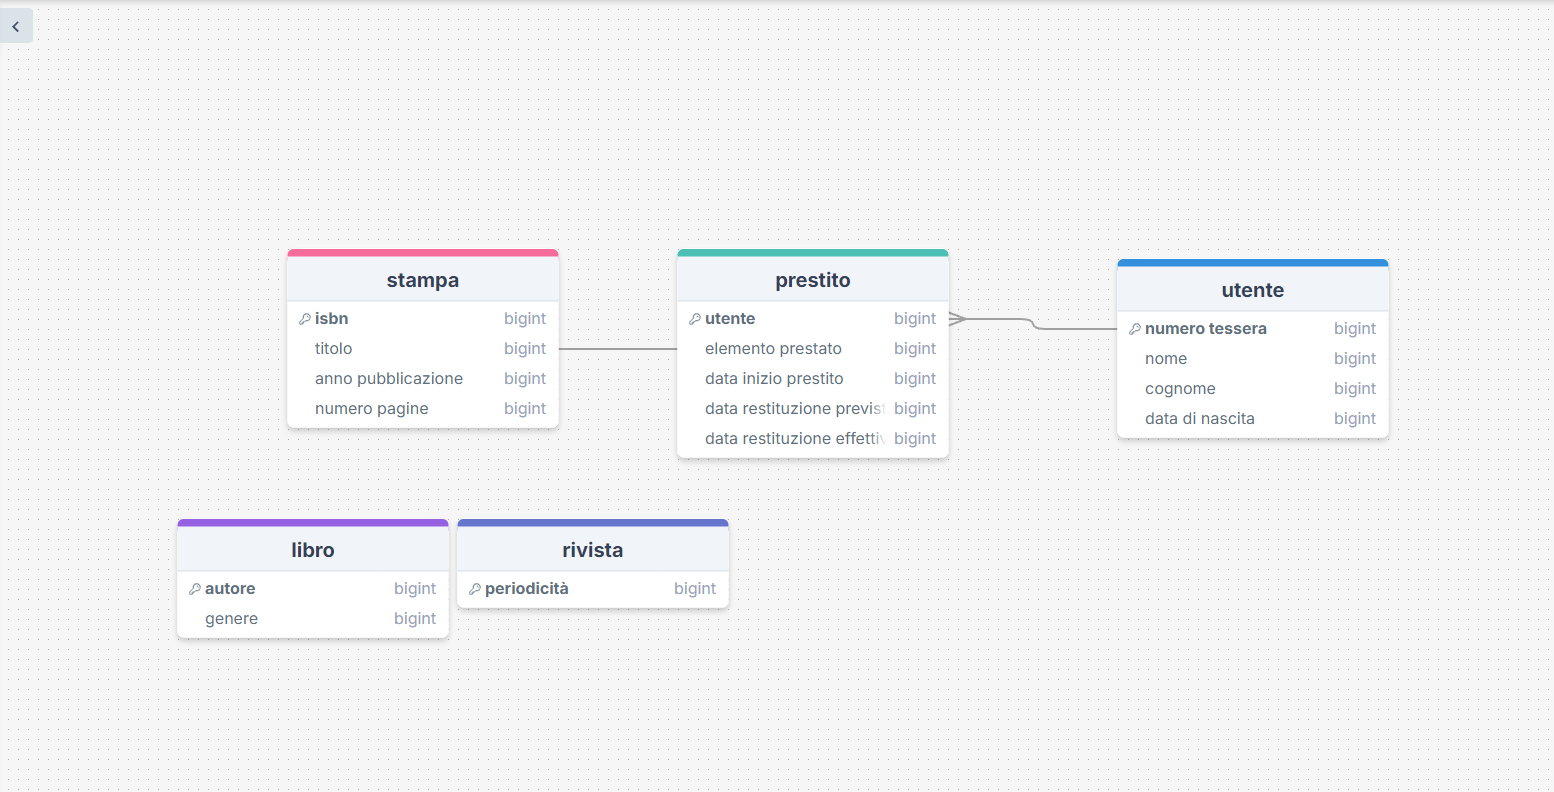 stampa
isbn bigint
titolo bigint
anno pubblicazione bigint
numero pagine bigint
prestito
utente bigint
elemento prestato bigint
data inizio prestito bigint
data restituzione previs bigint
data restituzione effetti bigint
utente
numero tessera bigint
nome bigint
cognome bigint
data di nascita bigint
libro
autore bigint
genere bigint
rivista
periodicità bigint